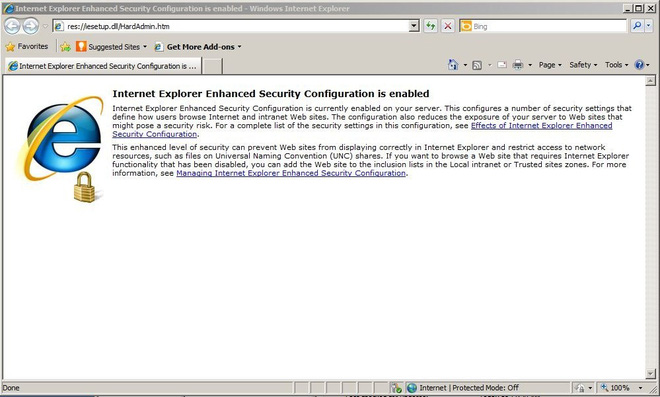 Internet Explorer Enhanced Security Configuration is enabled - Windows Internet Explorer
res://iesetup.dll/HardAdmin.htm
Bing
Favorites
Suggested Sites
Get More Add-ons
Internet Explorer Enhanced Security Configuration is ...
Page
Safety
Tools
Internet Explorer Enhanced Security Configuration is enabled
Internet Explorer Enhanced Security Configuration is currently enabled on your server. This configures a number of security settings that
define how users browse Internet and intranet Web sites. The configuration also reduces the exposure of your server to Web sites that
might pose a security risk. For a complete list of the security settings in this configuration, see Effects of Internet Explorer Enhanced
Security Configuration.
This enhanced level of security can prevent Web sites from displaying correctly in Internet Explorer and restrict access to network
resources, such as files on Universal Naming Convention (UNC) shares. If you want to browse a Web site that requires Internet Explorer
functionality that has been disabled, you can add the Web site to the inclusion lists in the Local intranet or Trusted sites zones. For more
information, see Managing Internet Explorer Enhanced Security Configuration.
Done
Internet | Protected Mode: Off
100%